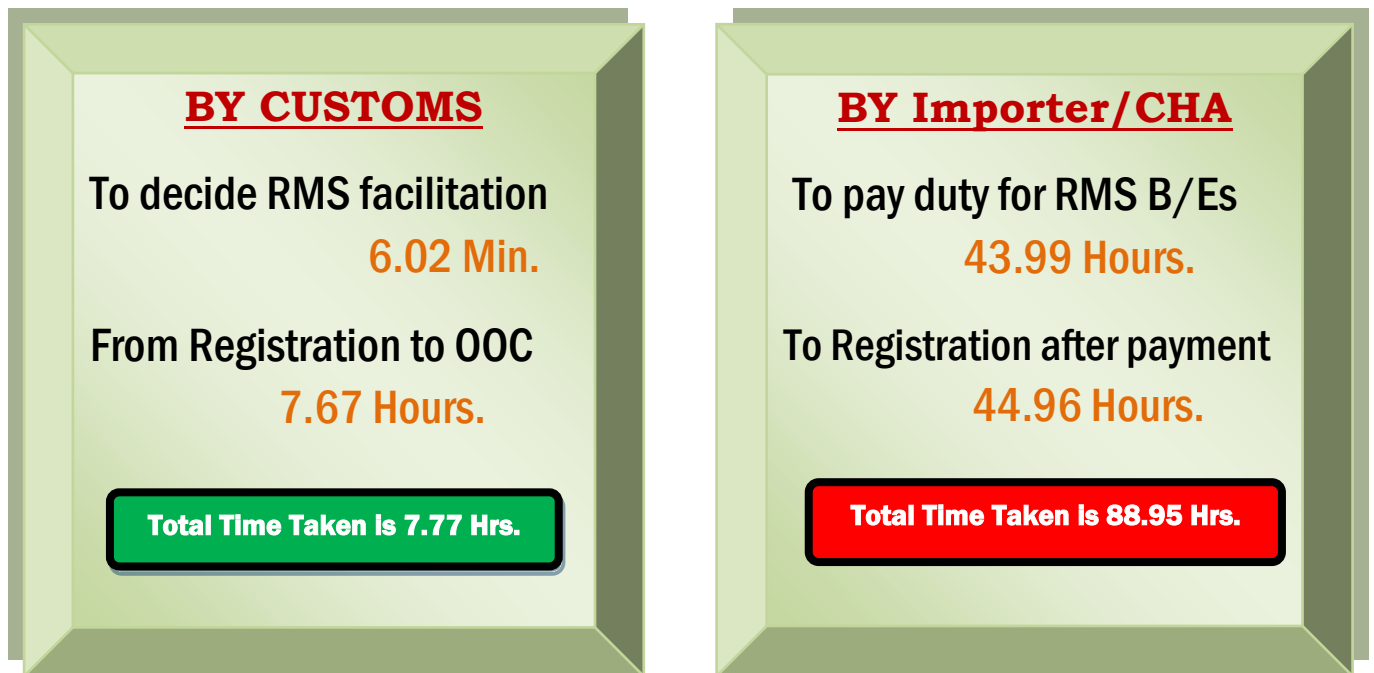 BY CUSTOMS
To decide RMS facilitation
6.02 Min.
From Registration to OOC
7.67 Hours.
Total Time Taken is 7.77 Hrs.
BY Importer/CHA
To pay duty for RMS B/Es
43.99 Hours.
To Registration after payment
44.96 Hours.
Total Time Taken is 88.95 Hrs.